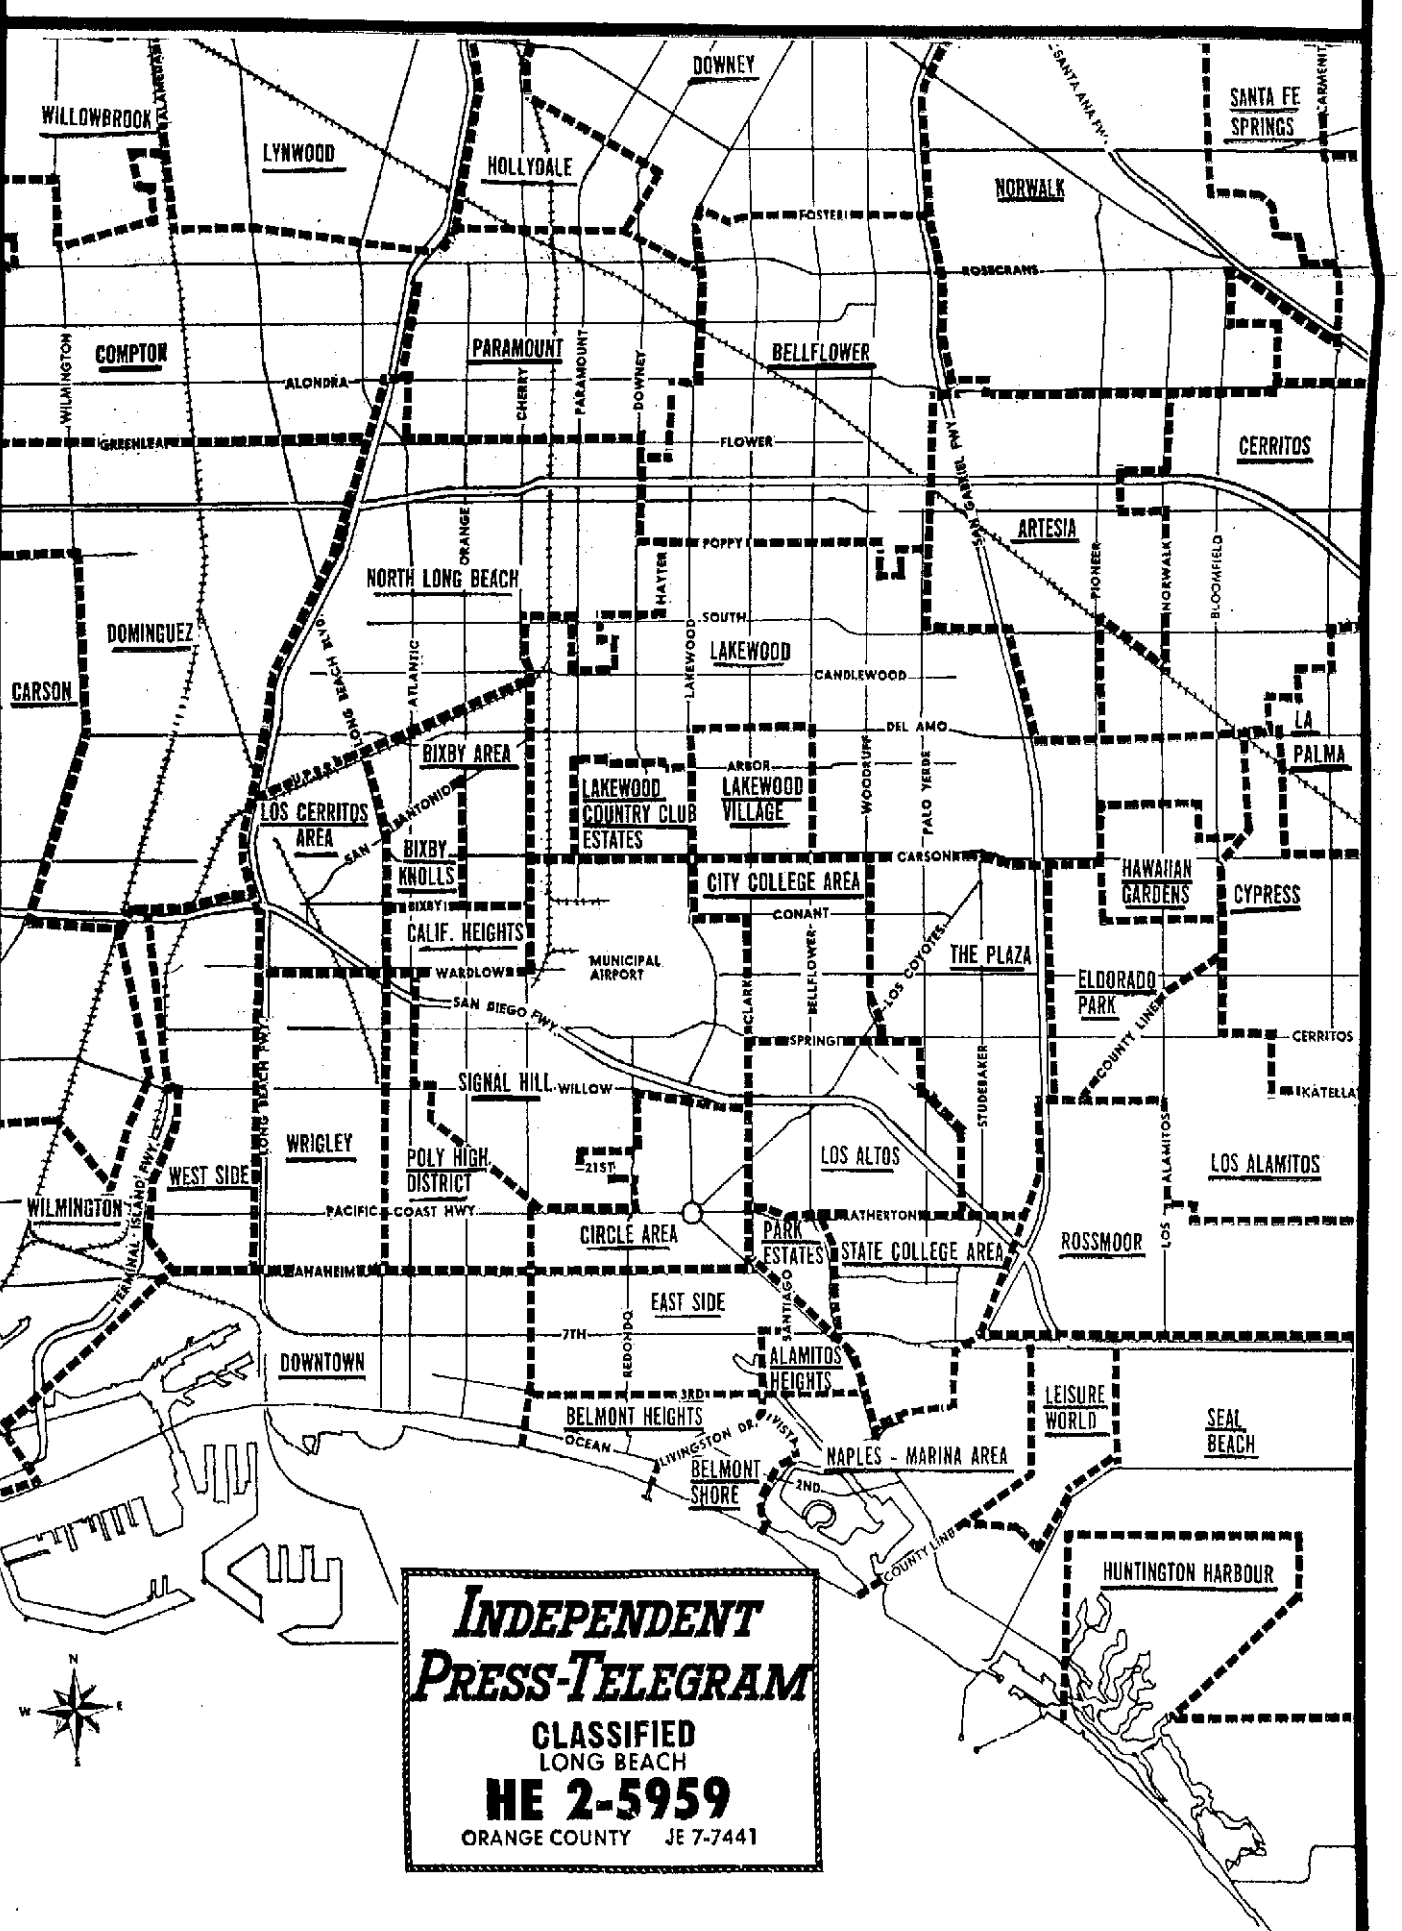 DOWNEY
SANTA ANA FWY.
WILLOWBROOK
ALAMEDA
SANTA FE
SPRINGS
LYNWOOD
HOLLYDALE
NORWALK
FOSTER
ROSECRANS
WILMINGTON
COMPTON
PARAMOUNT
BELLFLOWER
ALONDRA
CHERRY
PARAMOUNT
DOWNEY
GREENLEAF
FLOWER
SAN GABRIEL FWY.
CERRITOS
ORANGE
ARTESIA
POPPY
NORTH LONG BEACH
HAYTER
PIONEER
NORWALK
BLOOMFIELD
DOMINGUEZ
LONG BEACH BLVD.
ATLANTIC
SOUTH
LAKEWOOD
LAKEWOOD
CANDLEWOOD
CARSON
DEL AMO
LA
PALMA
BIXBY AREA
U.P.R.R.
ARBOR
WOODRUFF
PALO VERDE
LOS CERRITOS
AREA
SAN ANTONIO
LAKEWOOD
COUNTRY CLUB
ESTATES
LAKEWOOD
VILLAGE
BIXBY
KNOLLS
CARSON
BIXBY
CITY COLLEGE AREA
HAWAIIAN
GARDENS
CYPRESS
CONANT
CALIF. HEIGHTS
WARDLOW
MUNICIPAL
AIRPORT
CLARK
BELLFLOWER
LOS COYOTES
THE PLAZA
ELDORADO
PARK
COUNTY LINE
SAN DIEGO FWY.
SPRING
CERRITOS
LONG BEACH FWY.
SIGNAL HILL
WILLOW
STUDEBAKER
KATELLA
WRIGLEY
POLY HIGH
DISTRICT
21ST
LOS ALTOS
LOS ALAMITOS
LOS ALAMITOS
WEST SIDE
WILMINGTON
TERMINAL ISLAND FWY.
PACIFIC COAST HWY.
CIRCLE AREA
PARK
ESTATES
ATHERTON
STATE COLLEGE AREA
ROSSMOOR
ANAHEIM
EAST SIDE
SANTIAGO
7TH
REDONDO
DOWNTOWN
ALAMITOS
HEIGHTS
3RD
BELMONT HEIGHTS
OCEAN
LIVINGSTON DR.
VISTA
LEISURE
WORLD
SEAL
BEACH
NAPLES - MARINA AREA
BELMONT
SHORE
2ND
COUNTY LINE
HUNTINGTON HARBOUR
INDEPENDENT
PRESS-TELEGRAM
CLASSIFIED
LONG BEACH
HE 2-5959
ORANGE COUNTY JE 7-7441
N
W E
S